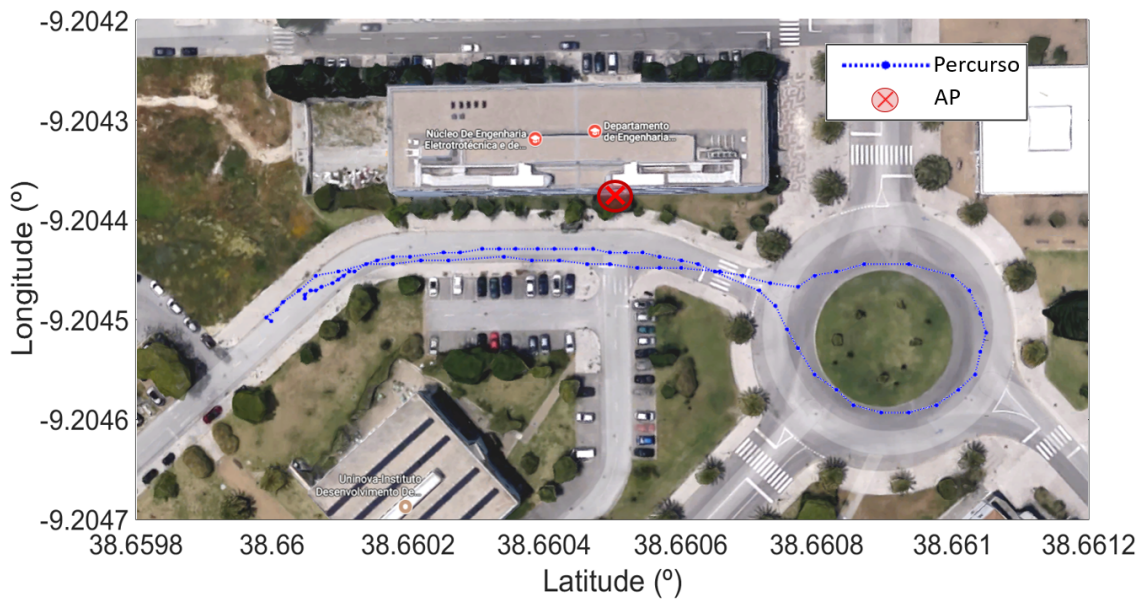 -9.2042
-9.2043
-9.2044
-9.2045
-9.2046
-9.2047
Longitude (º)
Percurso
AP
Núcleo De Engenharia
Eletrotrotécnica e de...
Departamento
de Engenharia...
Uninova-Instituto
Desenvolvimento De...
38.6598
38.66
38.6602
38.6604
38.6606
38.6608
38.661
38.6612
Latitude (º)